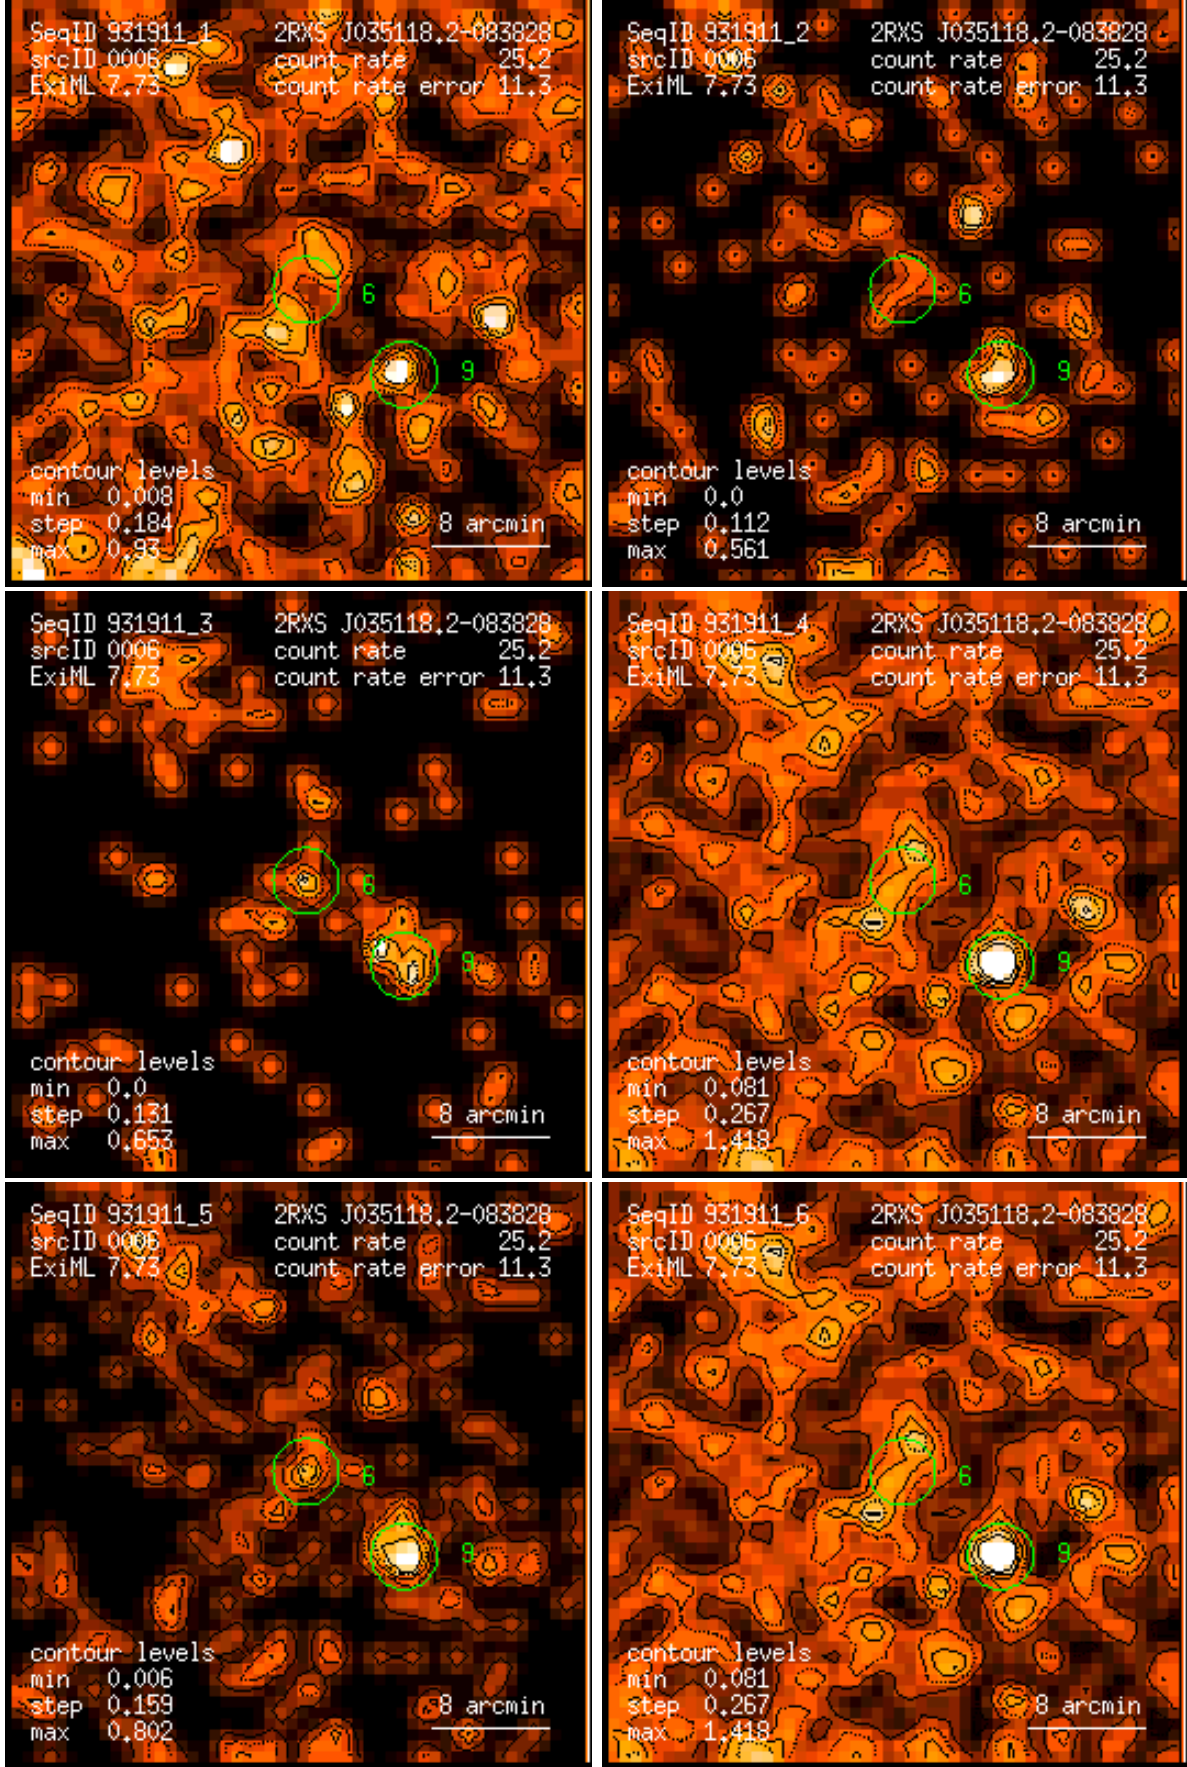 SeqID 931911_1 2RXS J035118.2-083828
srcID 0006 count rate 25.2
ExiML 7.73 count rate error 11.3
6
9
contour levels
min 0.008
step 0.184 8 arcmin
max 0.93
SeqID 931911_2 2RXS J035118.2-083828
srcID 0006 count rate 25.2
ExiML 7.73 count rate error 11.3
6
9
contour levels
min 0.0
step 0.112 8 arcmin
max 0.561
SeqID 931911_3 2RXS J035118.2-083828
srcID 0006 count rate 25.2
ExiML 7.73 count rate error 11.3
6
9
contour levels
min 0.0
step 0.131 8 arcmin
max 0.653
SeqID 931911_4 2RXS J035118.2-083828
srcID 0006 count rate 25.2
ExiML 7.73 count rate error 11.3
6
9
contour levels
min 0.081
step 0.267 8 arcmin
max 1.418
SeqID 931911_5 2RXS J035118.2-083828
srcID 0006 count rate 25.2
ExiML 7.73 count rate error 11.3
6
9
contour levels
min 0.006
step 0.159 8 arcmin
max 0.802
SeqID 931911_6 2RXS J035118.2-083828
srcID 0006 count rate 25.2
ExiML 7.73 count rate error 11.3
6
9
contour levels
min 0.081
step 0.267 8 arcmin
max 1.418